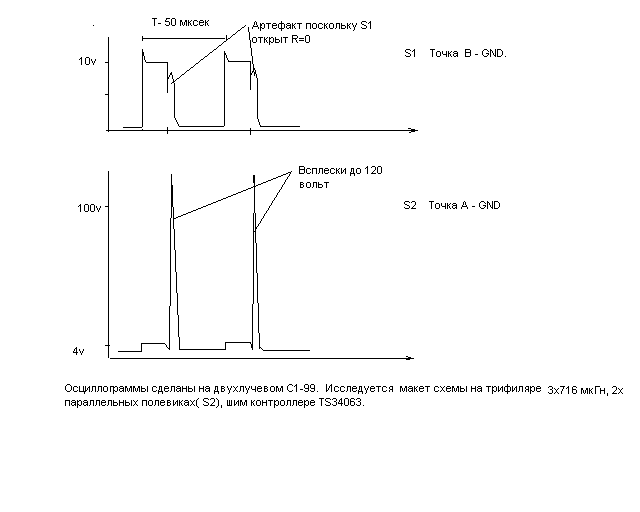 T- 50 мксек
Артефакт поскольку S1
открыт R=0
10v
S1 Точка B - GND.
Всплески до 120
вольт
100v
S2 Точка А - GND
4v
Осциллограммы сделаны на двухлучевом С1-99. Исследуется макет схемы на трифиляре 3х716 мкГн, 2х
параллельных полевиках( S2), шим контроллере TS34063.